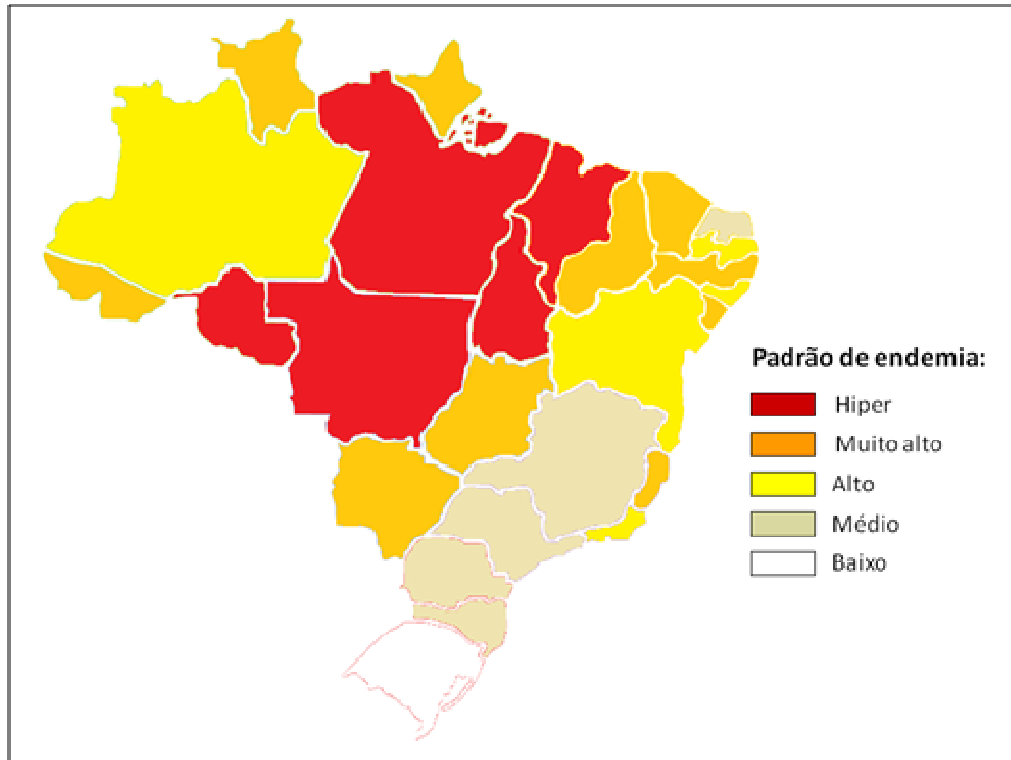 Padrão de endemia:
Hiper
Muito alto
Alto
Médio
Baixo